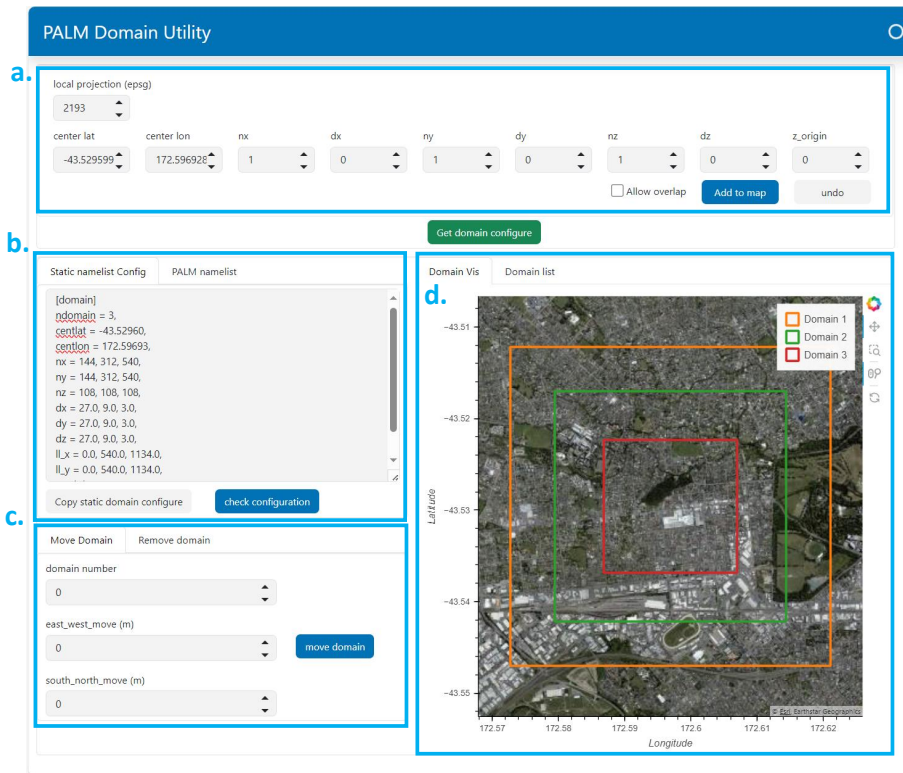 PALM Domain Utility
a.
local projection (epsg)
2193
center lat center lon nx dx ny dy nz dz z_origin
-43.529599 172.596928 1 0 1 0 1 0 0
Allow overlap Add to map undo
Get domain configure
b.
Static namelist Config PALM namelist
[domain]
ndomain = 3,
centlat = -43.52960,
centlon = 172.59693,
nx = 144, 312, 540,
ny = 144, 312, 540,
nz = 108, 108, 108,
dx = 27.0, 9.0, 3.0,
dy = 27.0, 9.0, 3.0,
dz = 27.0, 9.0, 3.0,
ll_x = 0.0, 540.0, 1134.0,
ll_y = 0.0, 540.0, 1134.0,
Copy static domain configure check configuration
c.
Move Domain Remove domain
domain number
0
east_west_move (m)
0
move domain
south_north_move (m)
0
Domain Vis Domain list
d.
Domain 1
Domain 2
Domain 3
−43.51
−43.52
−43.53
−43.54
−43.55
Latitude
© Esri, Earthstar Geographics
172.57 172.58 172.59 172.6 172.61 172.62
Longitude